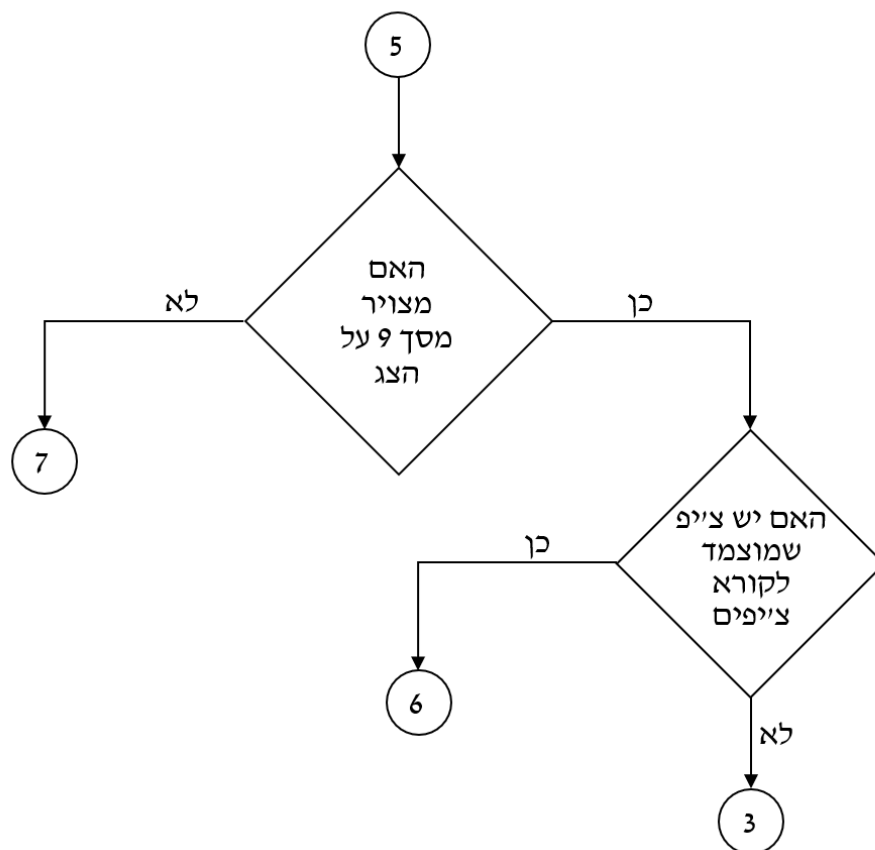 5
האם
מצויר
מסך 9 על
הצג
לא
כן
7
האם יש צ'יפ
שמוצמד
לקורא
צ'יפים
כן
6
לא
3